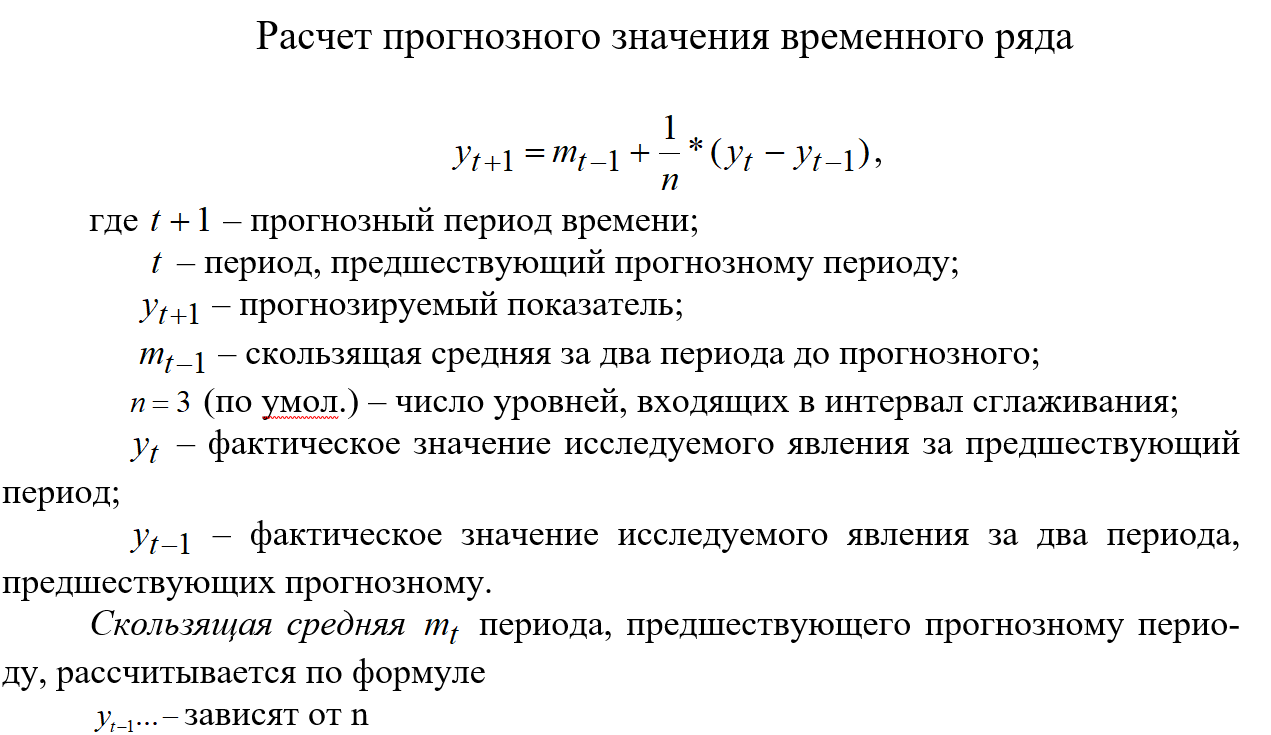 Расчет прогнозного значения временного ряда
y_{t+1} = m_{t−1} + \frac{1}{n} * (y_t − y_{t−1}),
где t + 1 – прогнозный период времени;
t – период, предшествующий прогнозному периоду;
y_{t+1} – прогнозируемый показатель;
m_{t−1} – скользящая средняя за два периода до прогнозного;
n = 3 (по умол.) – число уровней, входящих в интервал сглаживания;
y_t – фактическое значение исследуемого явления за предшествующий
период;
y_{t−1} – фактическое значение исследуемого явления за два периода,
предшествующих прогнозному.
Скользящая средняя m_t периода, предшествующего прогнозному перио-
ду, рассчитывается по формуле
y_{t−1}... – зависят от n